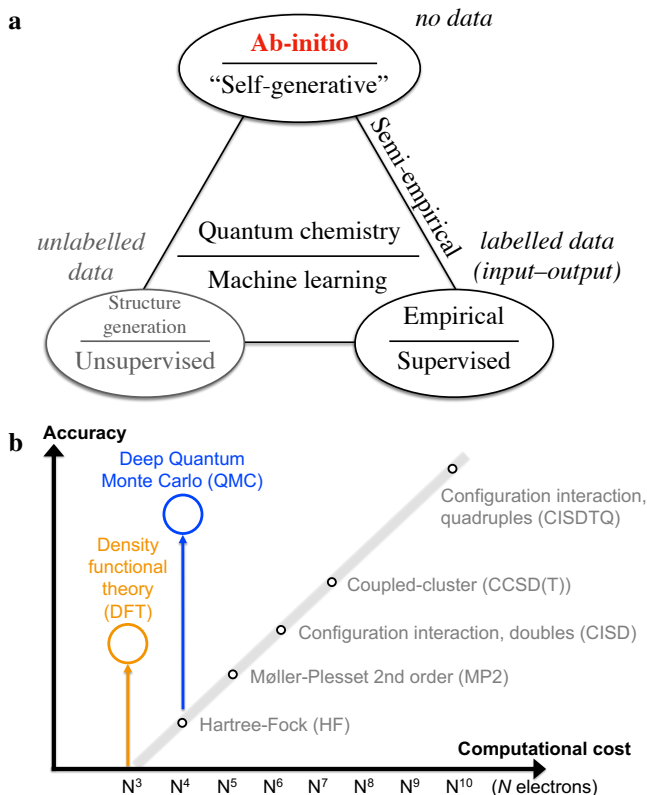 a
no data
Ab-initio
“Self-generative”
Semi-empirical
unlabelled
data
Quantum chemistry
Machine learning
labelled data
(input–output)
Structure
generation
Unsupervised
Empirical
Supervised
b
Accuracy
Deep Quantum
Monte Carlo (QMC)
Density
functional
theory
(DFT)
Configuration interaction,
quadruples (CISDTQ)
Coupled-cluster (CCSD(T))
Configuration interaction, doubles (CISD)
Møller-Plesset 2nd order (MP2)
Hartree-Fock (HF)
Computational cost
N³ N⁴ N⁵ N⁶ N⁷ N⁸ N⁹ N¹⁰ (N electrons)